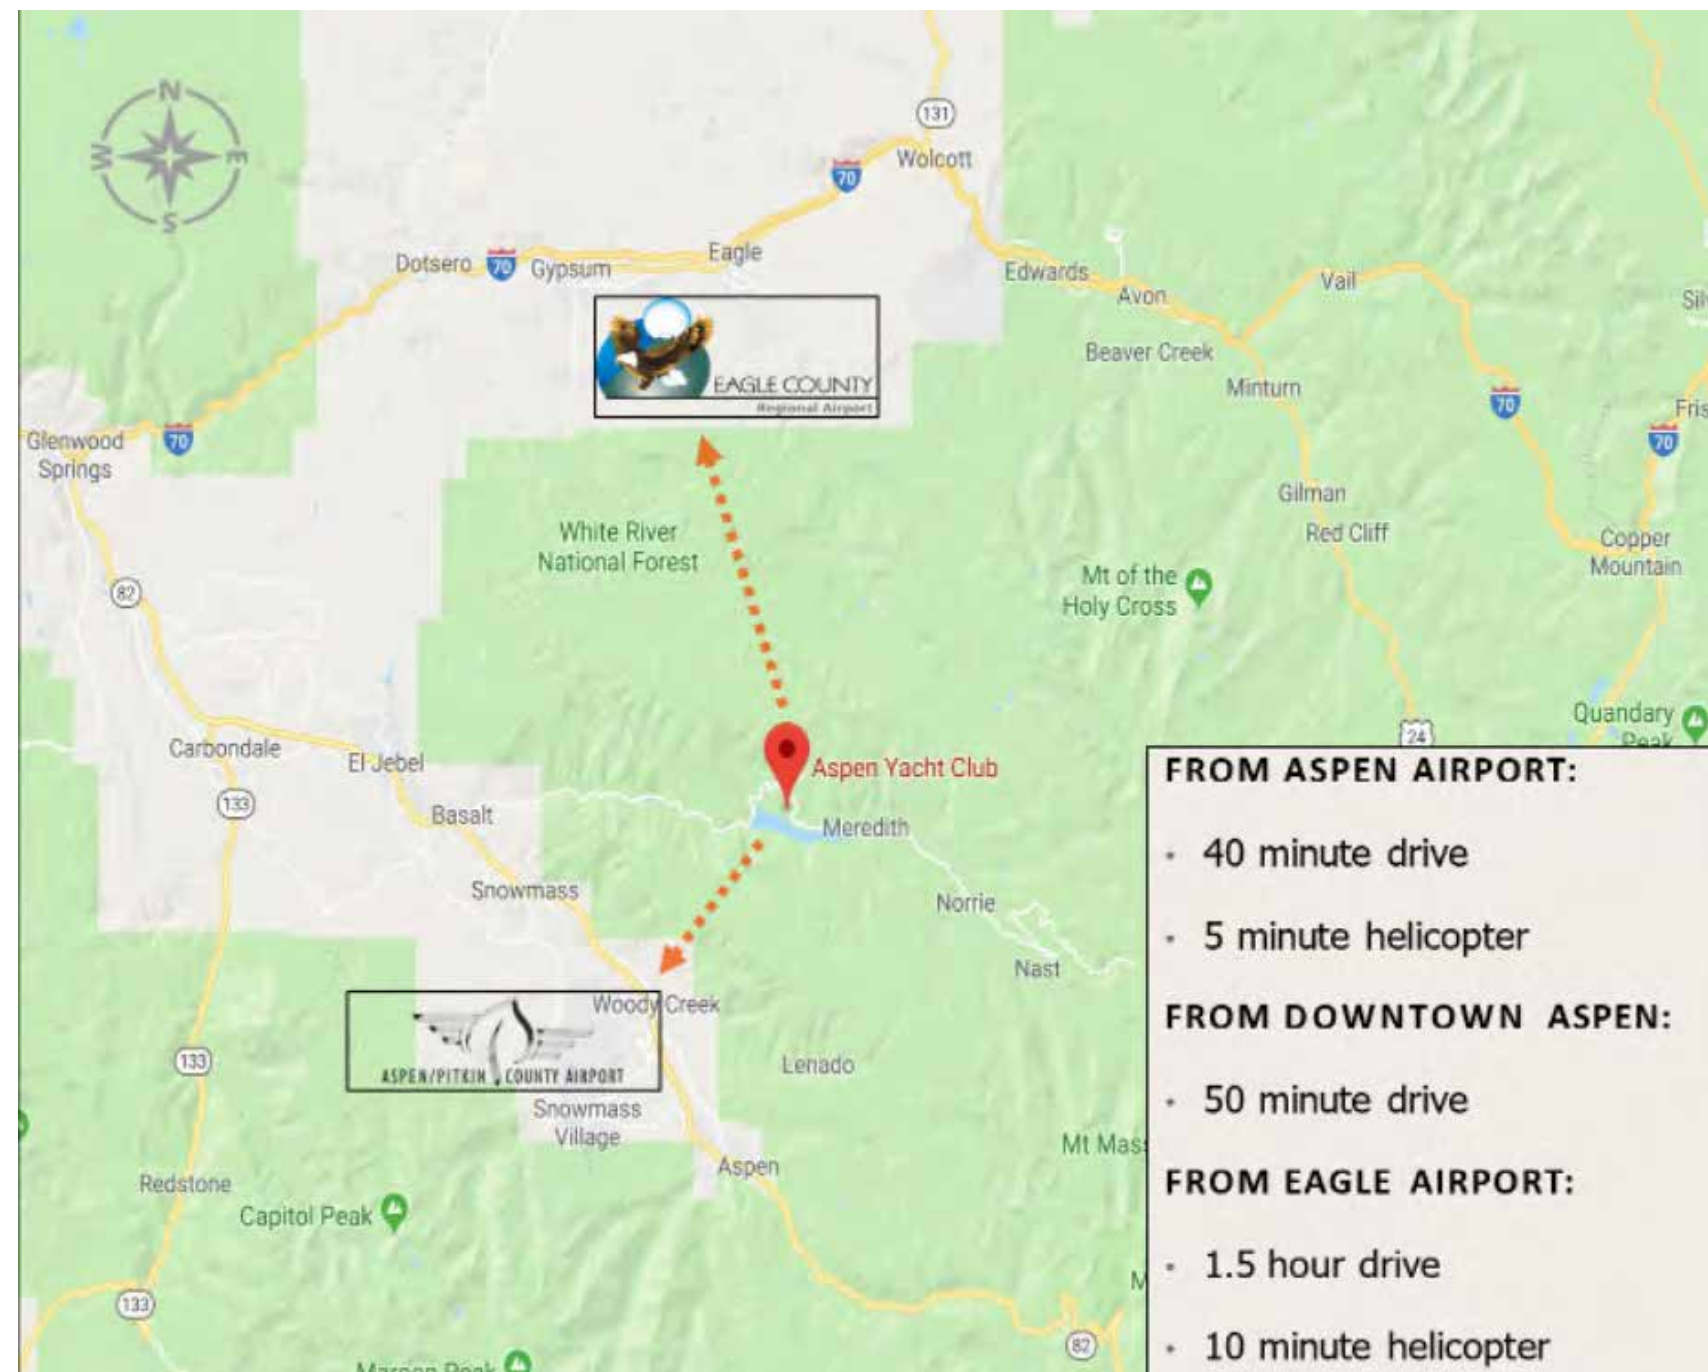 N
W
E
S
131
Wolcott
70
Eagle
Dotsero
70
Gypsum
Edwards
Avon
Vail
Beaver Creek
Minturn
EAGLE COUNTY
Regional Airport
70
70
Glenwood
Springs
70
Gilman
Red Cliff
Copper
Mountain
White River
National Forest
Mt of the
Holy Cross
82
Quandary
Peak
24
Carbondale
El Jebel
133
Basalt
Aspen Yacht Club
Meredith
Snowmass
Norrie
Nast
Woody Creek
ASPEN/PITKIN COUNTY AIRPORT
133
Lenado
Snowmass
Village
Aspen
Redstone
Capitol Peak
133
82
Maroon Peak
FROM ASPEN AIRPORT:
· 40 minute drive
· 5 minute helicopter
FROM DOWNTOWN ASPEN:
· 50 minute drive
FROM EAGLE AIRPORT:
· 1.5 hour drive
· 10 minute helicopter